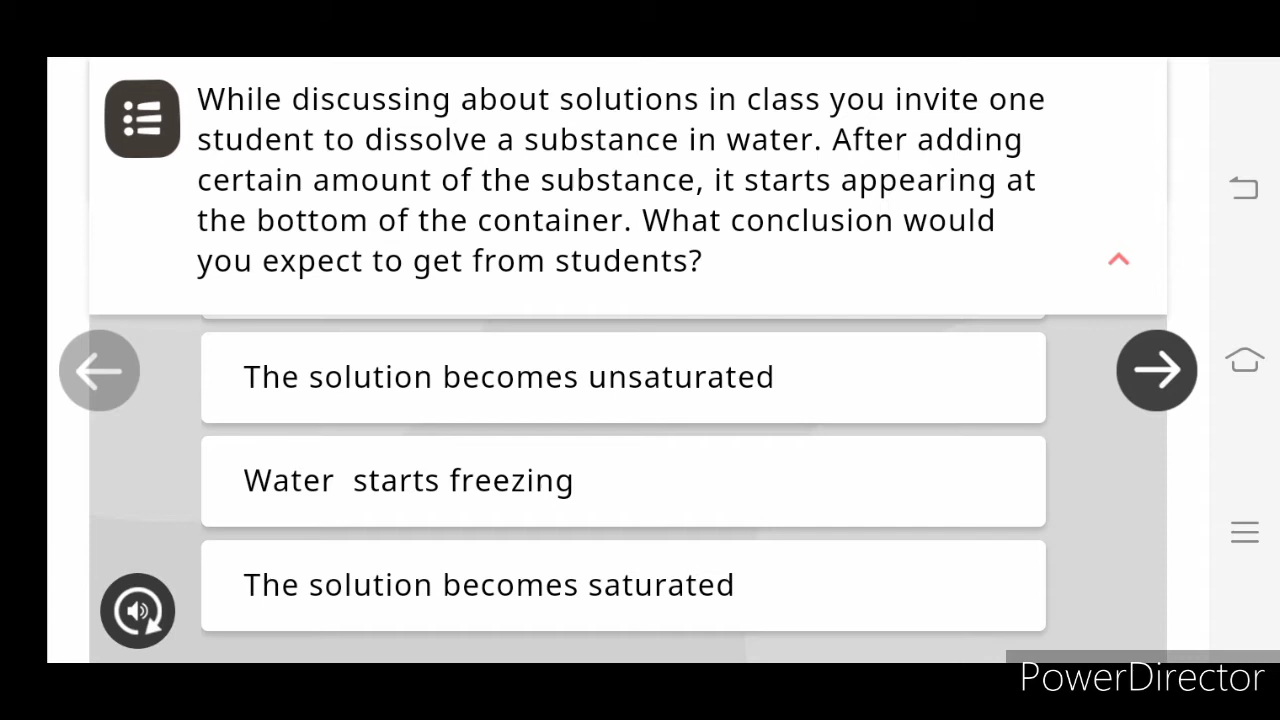 While discussing about solutions in class you invite one
student to dissolve a substance in water. After adding
certain amount of the substance, it starts appearing at
the bottom of the container. What conclusion would
you expect to get from students?
The solution becomes unsaturated
Water starts freezing
The solution becomes saturated
PowerDirector